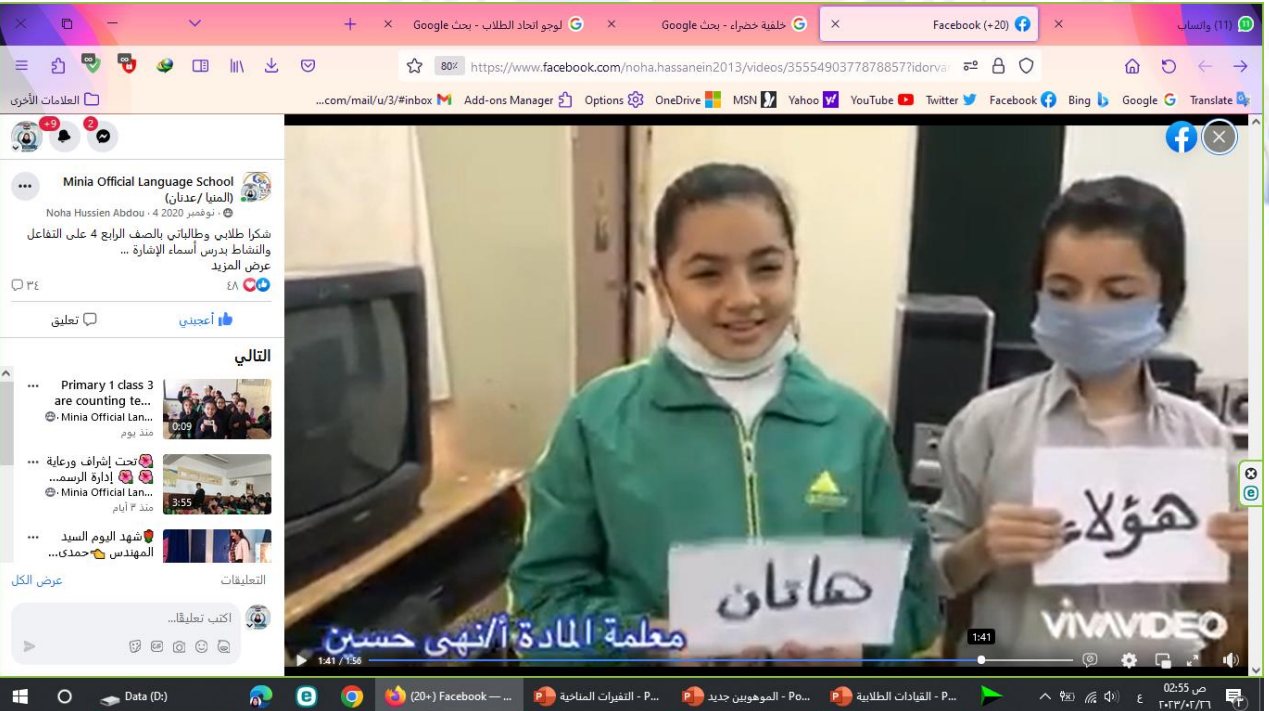 (11) واتساب
Facebook (+20)
خلفية خضراء - بحث Google
لوجو اتحاد الطلاب - بحث Google
80%
https://www.facebook.com/noha.hassanein2013/videos/3555490377878857?idorva
Translate
Google
Bing
Facebook
Twitter
YouTube
Yahoo
MSN
OneDrive
Options
Add-ons Manager
...com/mail/u/3/#inbox
العلامات الأخرى
+9
2
Minia Official Language School
(المنيا /عدنان)
Noha Hussien Abdou · 4 نوفمبر 2020 ·
شكرا طلابي وطالباتي بالصف الرابع 4 على التفاعل
والنشاط بدرس أسماء الإشارة ...
عرض المزيد
٤٨
٣٤
أعجبني
تعليق
التالي
Primary 1 class 3
are counting te...
Minia Official Lan...
منذ يوم
0:09
تحت إشراف ورعاية
إدارة الرسمـ...
Minia Official Lan...
منذ ٣ أيام
3:55
شهد اليوم السيد
المهندس حمدى...
التعليقات
عرض الكل
اكتب تعليقًا...
GIF
هؤلاء
هاتان
معلمة المادة أ/نهى حسين
VIVAVIDEO
1:41
1:41 / 1:56
Data (D:)
(20+) Facebook — ...
التغيرات المناخية - P...
الموهوبين جديد - Po...
القيادات الطلابية - P...
ع
02:55 ص
٢٠٢٣/٠٢/٢٦